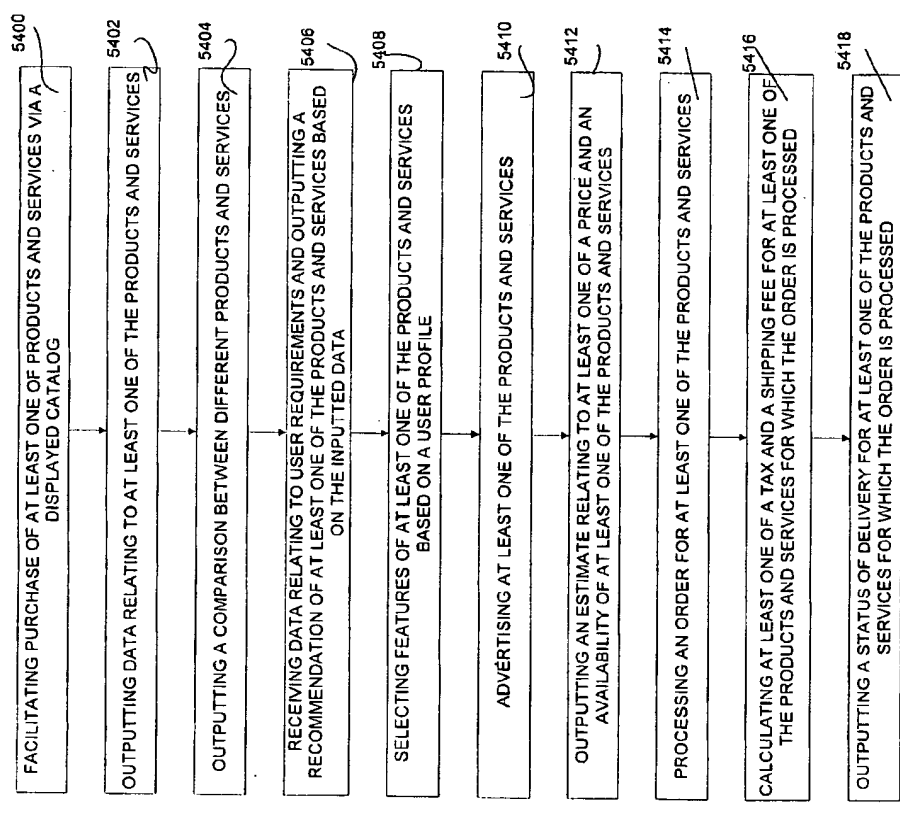 5400
FACILITATING PURCHASE OF AT LEAST ONE OF PRODUCTS AND SERVICES VIA A
DISPLAYED CATALOG
5402
OUTPUTTING DATA RELATING TO AT LEAST ONE OF THE PRODUCTS AND SERVICES
5404
OUTPUTTING A COMPARISON BETWEEN DIFFERENT PRODUCTS AND SERVICES
5406
RECEIVING DATA RELATING TO USER REQUIREMENTS AND OUTPUTTING A
RECOMMENDATION OF AT LEAST ONE OF THE PRODUCTS AND SERVICES BASED
ON THE INPUTTED DATA
5408
SELECTING FEATURES OF AT LEAST ONE OF THE PRODUCTS AND SERVICES
BASED ON A USER PROFILE
5410
ADVERTISING AT LEAST ONE OF THE PRODUCTS AND SERVICES
5412
OUTPUTTING AN ESTIMATE RELATING TO AT LEAST ONE OF A PRICE AND AN
AVAILABILITY OF AT LEAST ONE OF THE PRODUCTS AND SERVICES
5414
PROCESSING AN ORDER FOR AT LEAST ONE OF THE PRODUCTS AND SERVICES
5416
CALCULATING AT LEAST ONE OF A TAX AND A SHIPPING FEE FOR AT LEAST ONE OF
THE PRODUCTS AND SERVICES FOR WHICH THE ORDER IS PROCESSED
5418
OUTPUTTING A STATUS OF DELIVERY FOR AT LEAST ONE OF THE PRODUCTS AND
SERVICES FOR WHICH THE ORDER IS PROCESSED